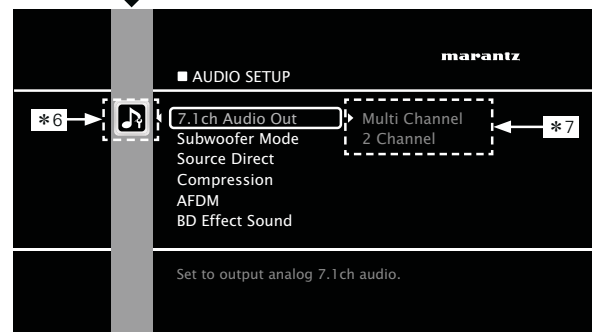 marantz
■ AUDIO SETUP
*6
7.1ch Audio Out
Multi Channel
*7
Subwoofer Mode
2 Channel
Source Direct
Compression
AFDM
BD Effect Sound
Set to output analog 7.1ch audio.